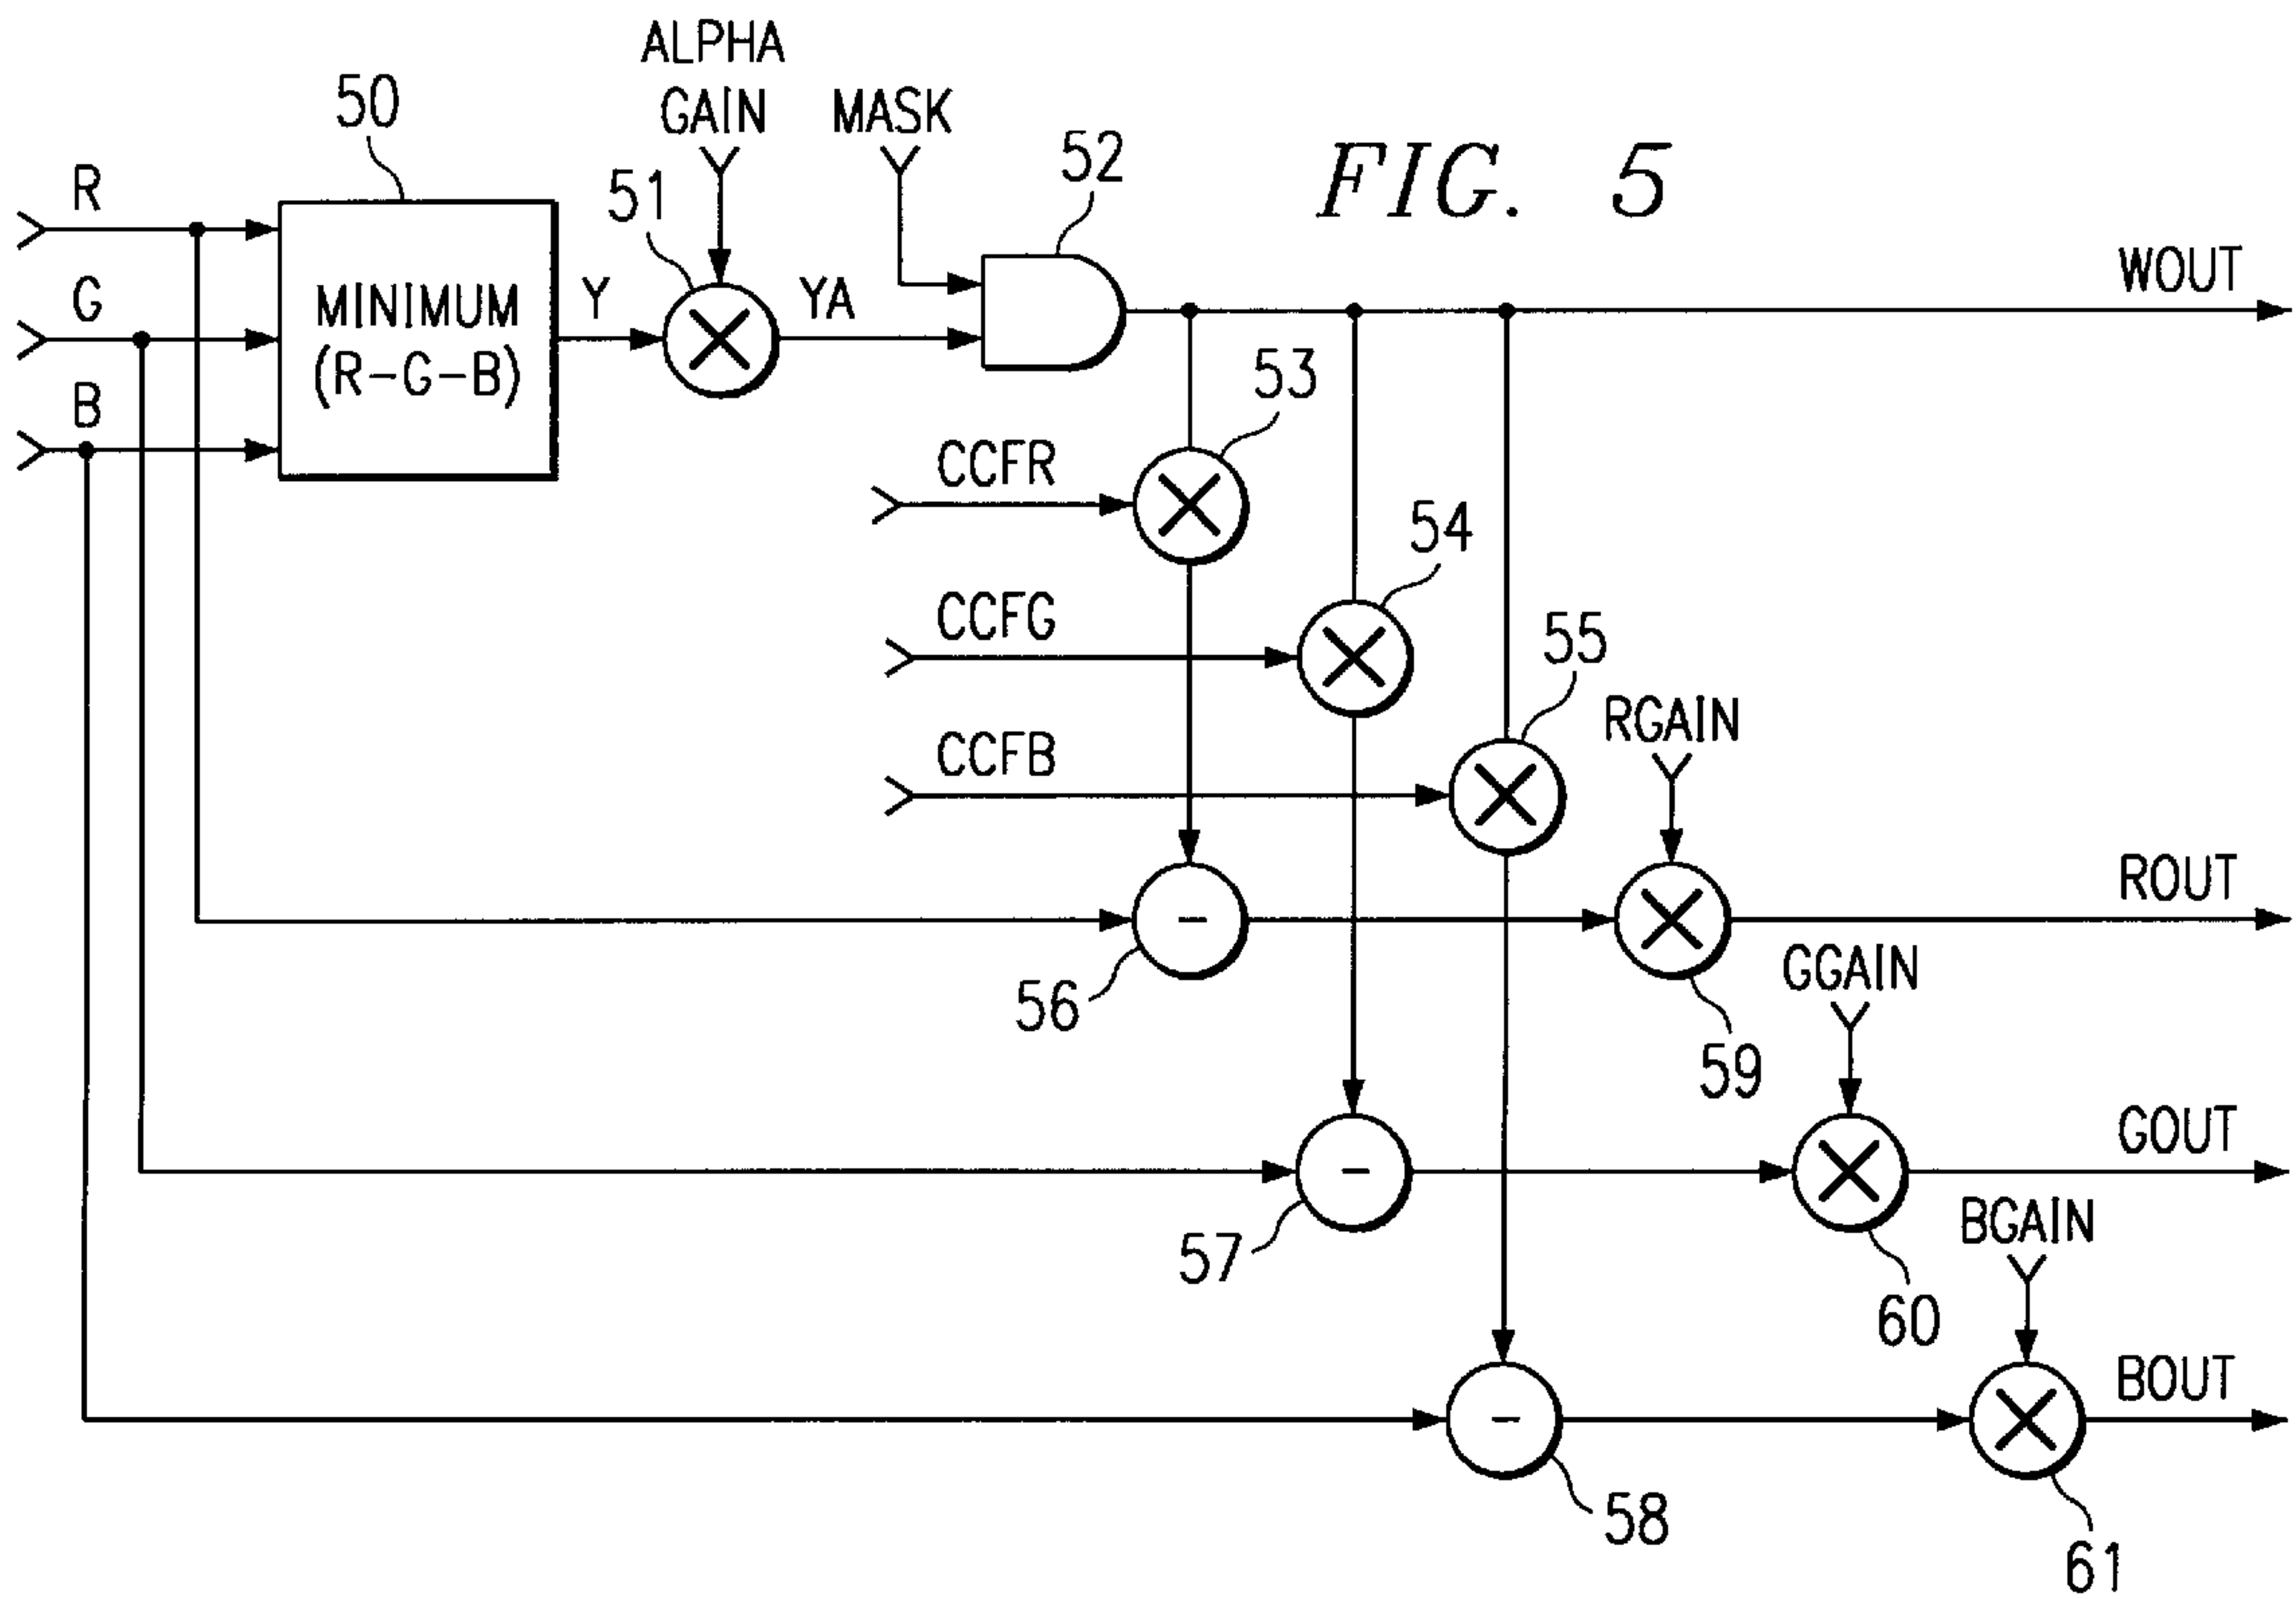 ALPHA
GAIN
MASK
50
51
52
FIG. 5
R
G
B
MINIMUM
(R-G-B)
Y
YA
WOUT
53
CCFR
54
CCFG
55
CCFB
RGAIN
-
ROUT
56
59
GGAIN
-
GOUT
57
60
BGAIN
-
BOUT
58
61